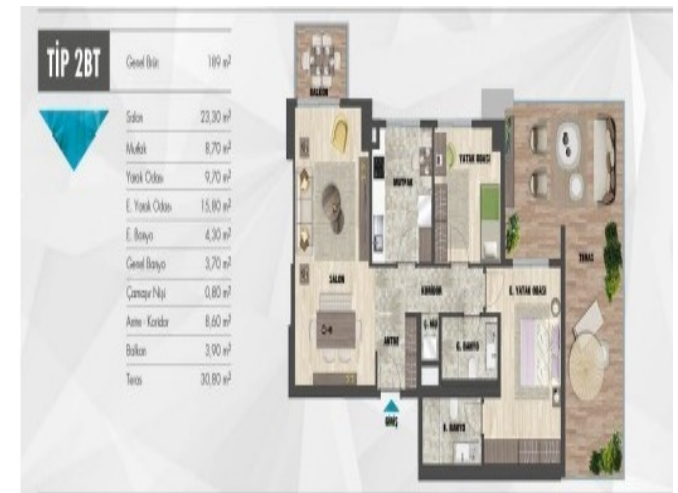 TİP 2BT
Genel Brüt 189 m²
Salon 23,30 m²
Mutfak 8,70 m²
Yatak Odası 9,70 m²
E. Yatak Odası 15,80 m²
E. Banyo 4,30 m²
Genel Banyo 3,70 m²
Çamaşır Nişi 0,80 m²
Antre - Koridor 8,60 m²
Balkon 3,90 m²
Teras 30,80 m²
BALKON
MUTFAK
YATAK ODASI
TERAS
SALON
KORİDOR
E. YATAK ODASI
ANTRE
G. BANYO
GİRİŞ
E. BANYO